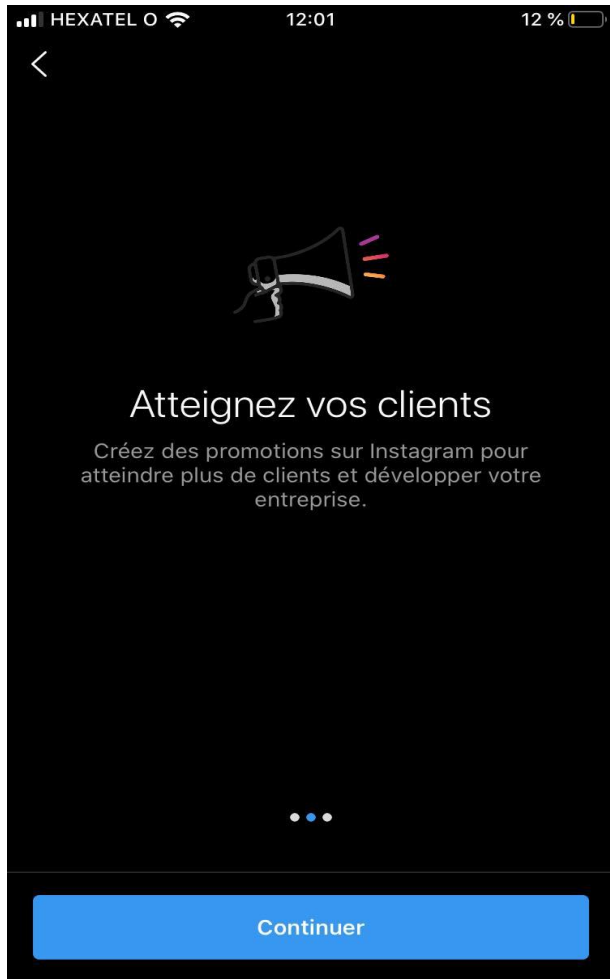 HEXATEL O 12:01 12 %
Atteignez vos clients
Créez des promotions sur Instagram pour
atteindre plus de clients et développer votre
entreprise.
Continuer